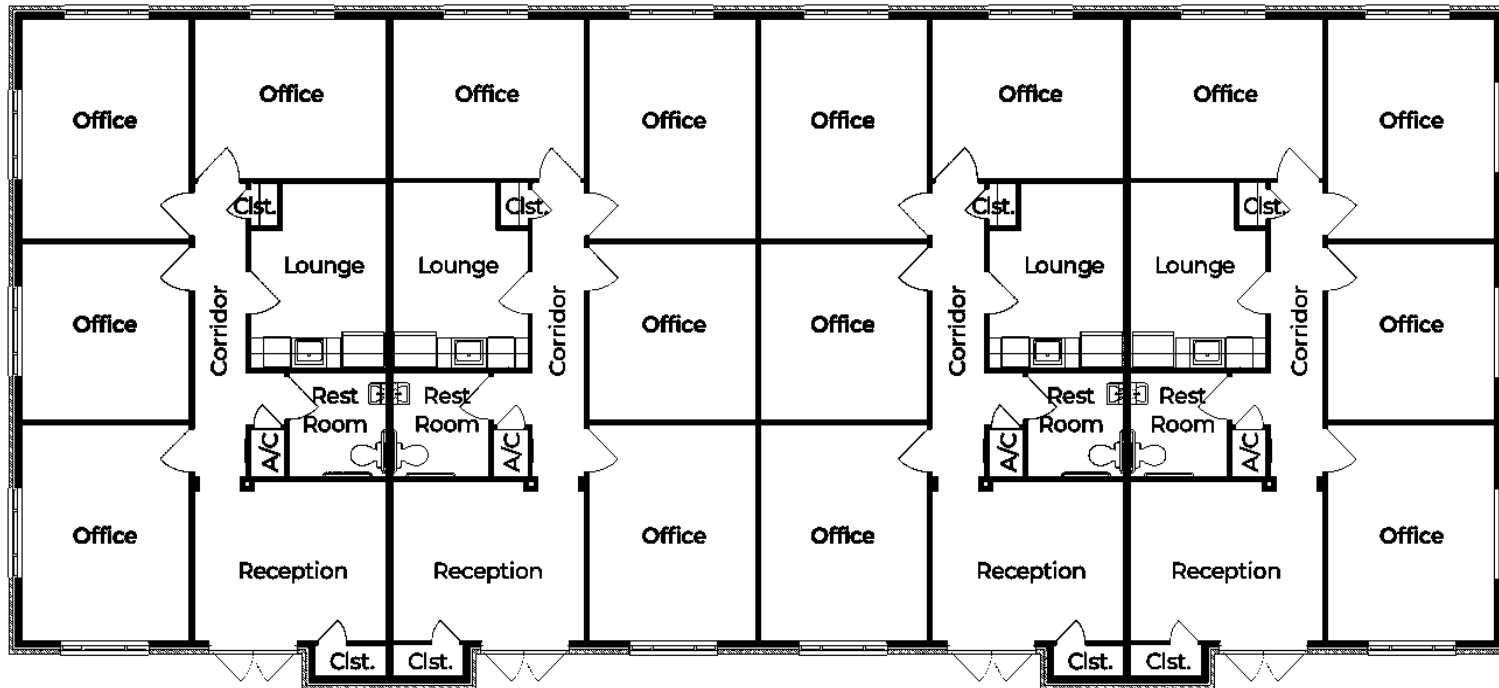 Office
Office
Office
Office
Office
Office
Office
Office
Clst.
Clst.
Clst.
Clst.
Lounge
Lounge
Lounge
Lounge
Corridor
Corridor
Corridor
Corridor
Office
Office
Office
Office
Rest
Room
Rest
Room
Rest
Room
Rest
Room
A/C
A/C
A/C
A/C
Office
Office
Office
Office
Reception
Reception
Reception
Reception
Clst.
Clst.
Clst.
Clst.